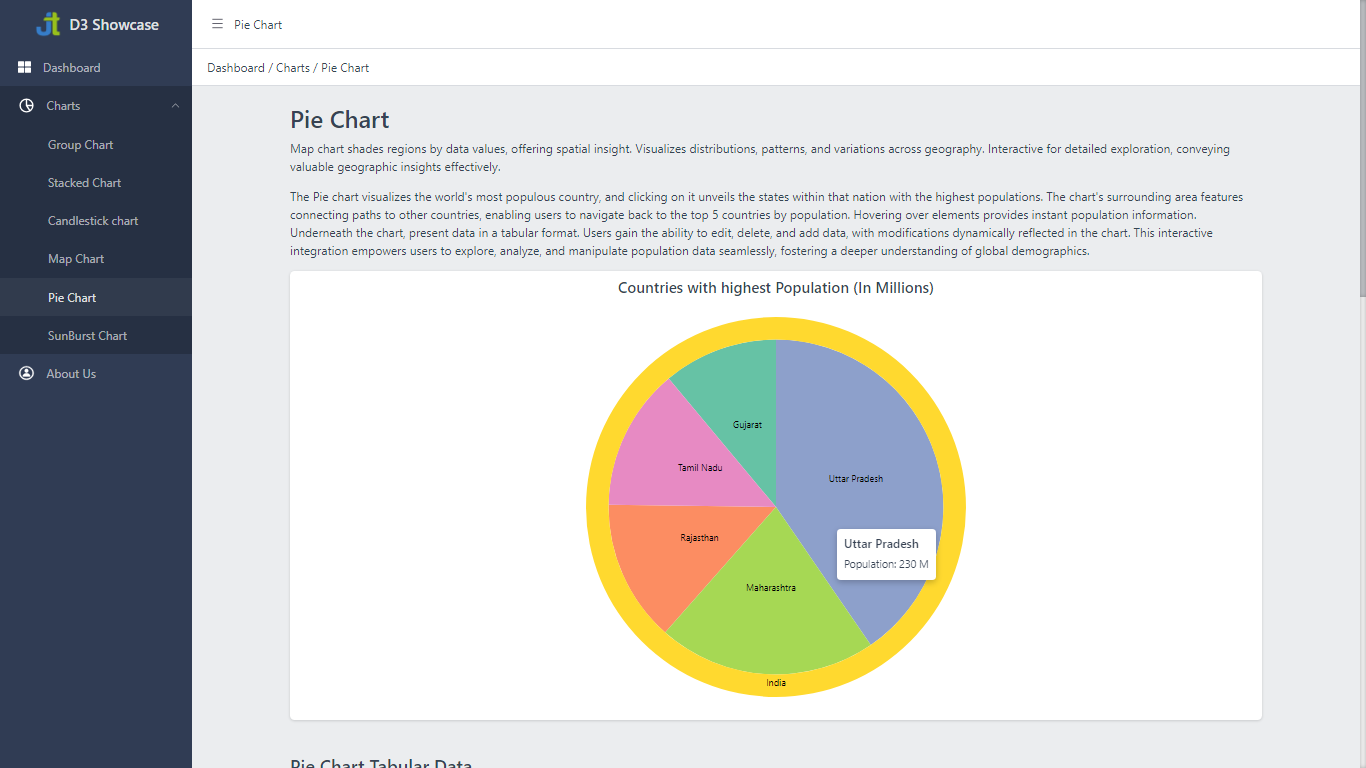 D3 Showcase
Pie Chart
Dashboard
Charts
Group Chart
Stacked Chart
Candlestick chart
Map Chart
Pie Chart
SunBurst Chart
About Us
Dashboard / Charts / Pie Chart
Pie Chart
Map chart shades regions by data values, offering spatial insight. Visualizes distributions, patterns, and variations across geography. Interactive for detailed exploration, conveying
valuable geographic insights effectively.
The Pie chart visualizes the world's most populous country, and clicking on it unveils the states within that nation with the highest populations. The chart's surrounding area features
connecting paths to other countries, enabling users to navigate back to the top 5 countries by population. Hovering over elements provides instant population information.
Underneath the chart, present data in a tabular format. Users gain the ability to edit, delete, and add data, with modifications dynamically reflected in the chart. This interactive
integration empowers users to explore, analyze, and manipulate population data seamlessly, fostering a deeper understanding of global demographics.
Countries with highest Population (In Millions)
Gujarat
Tamil Nadu
Uttar Pradesh
Rajasthan
Uttar Pradesh
Population: 230 M
Maharashtra
India
Pie Chart Tabular Data